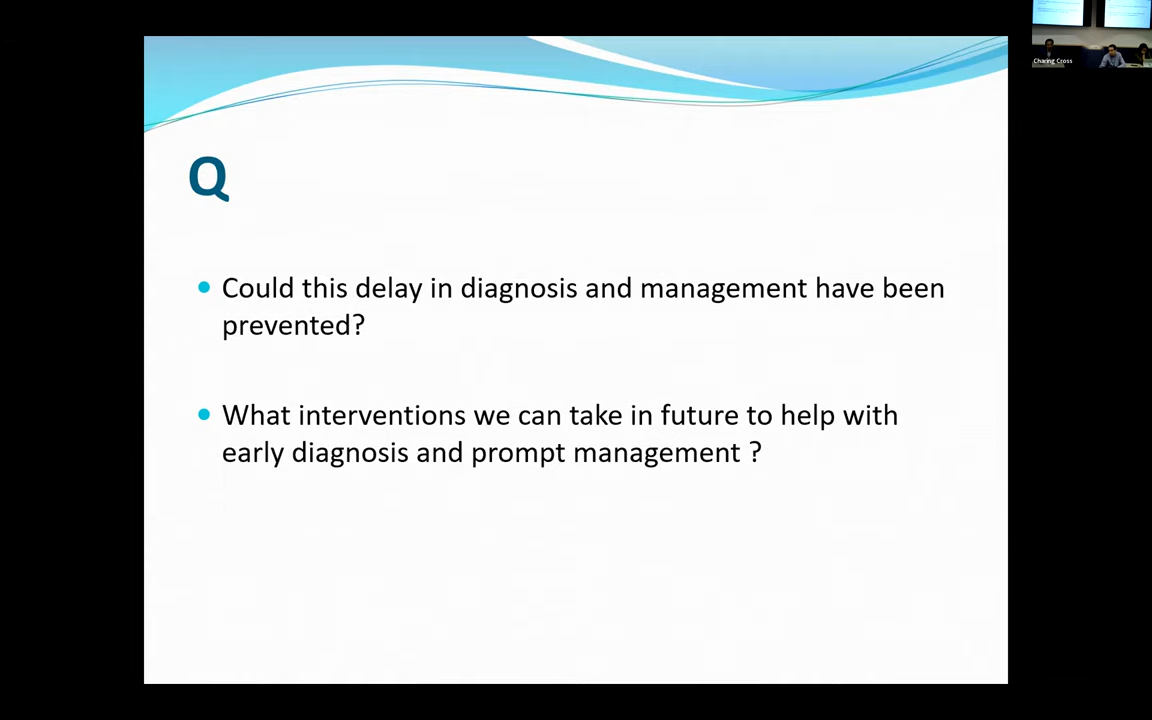 Charing Cross
Q
Could this delay in diagnosis and management have been
prevented?
What interventions we can take in future to help with
early diagnosis and prompt management ?